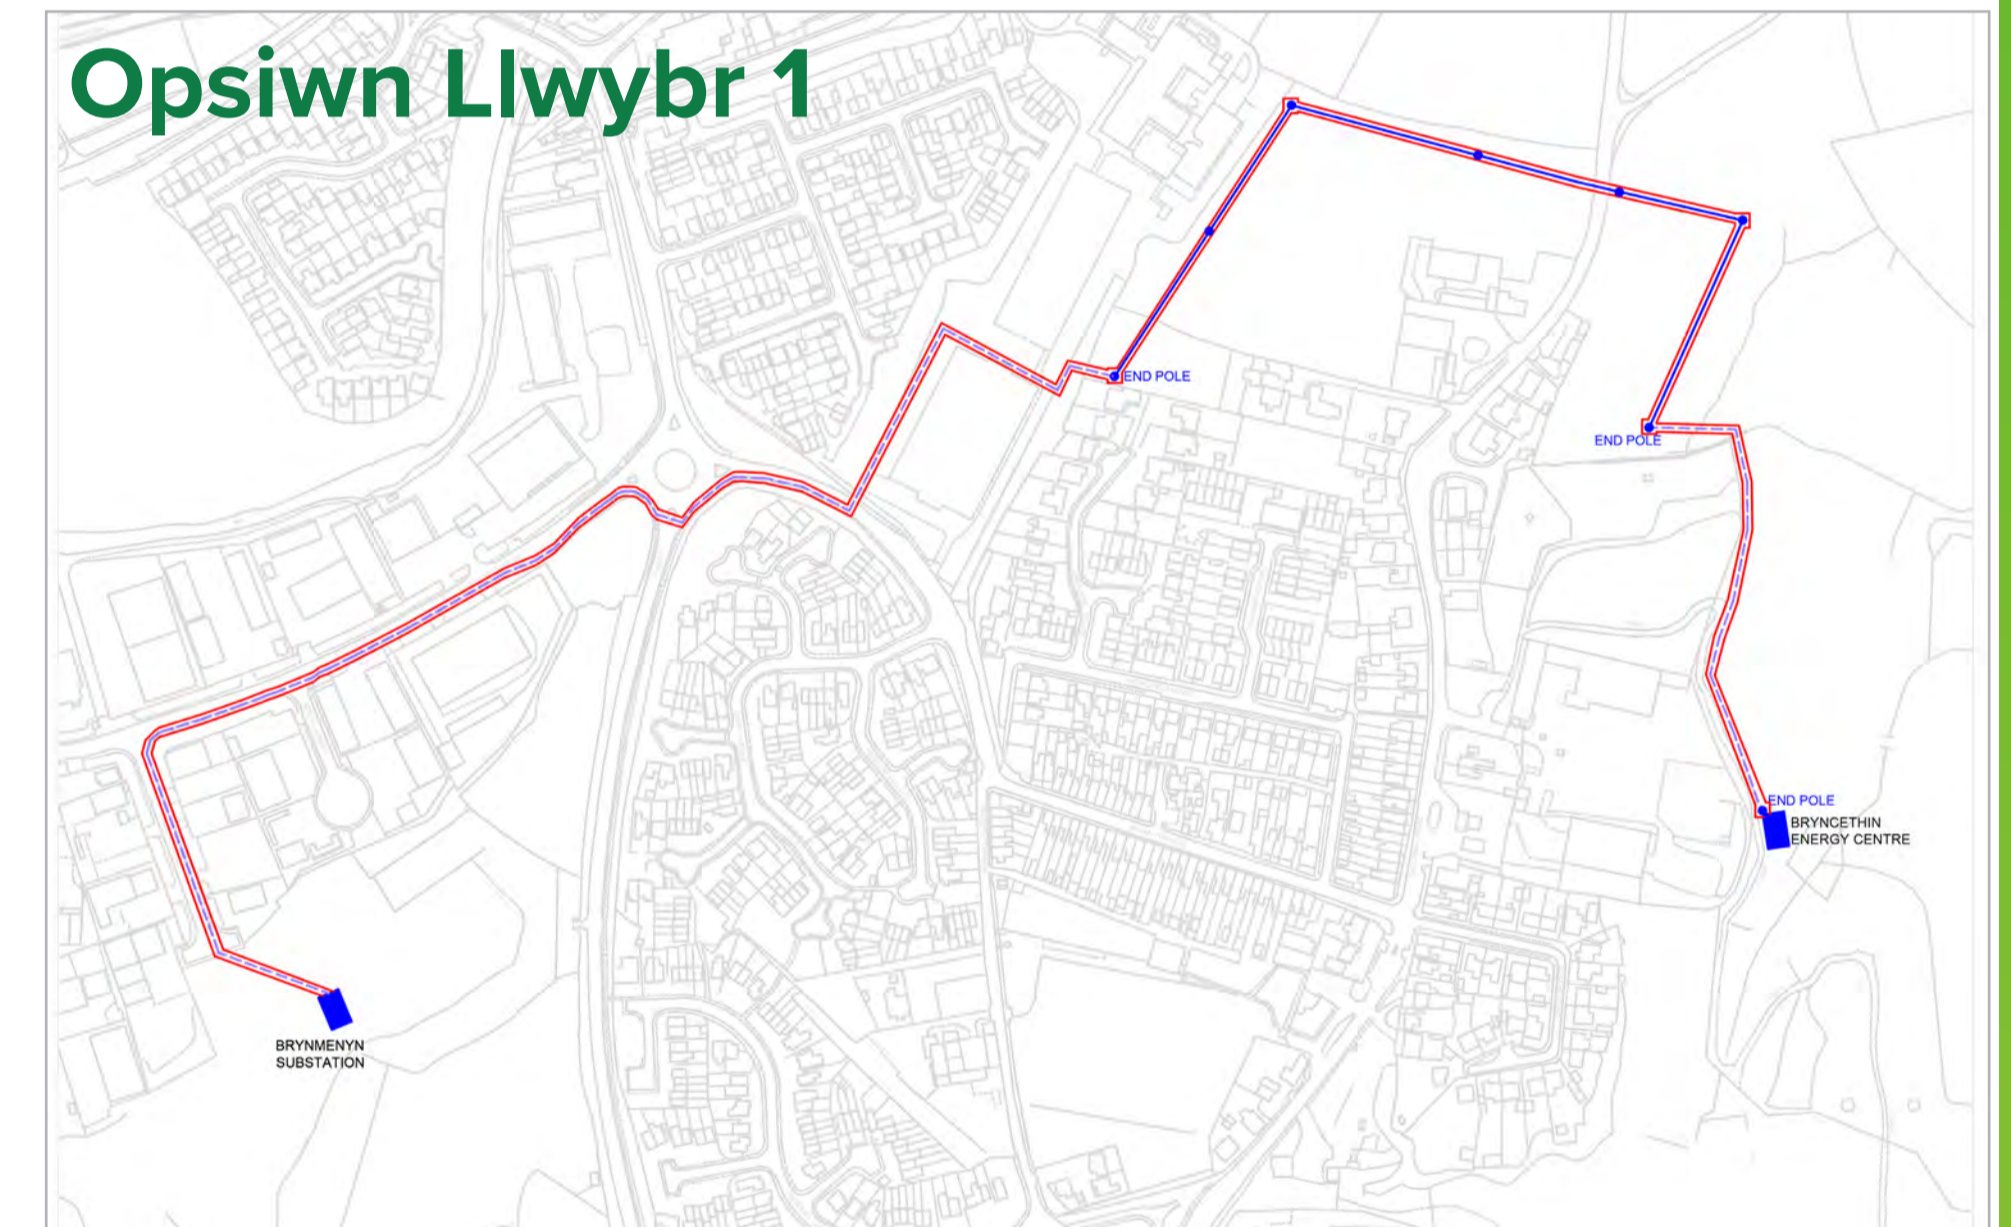 Opsiwn Llwybr 1
END POLE
END POLE
END POLE
BRYNCETHIN
ENERGY CENTRE
BRYNMENYN
SUBSTATION